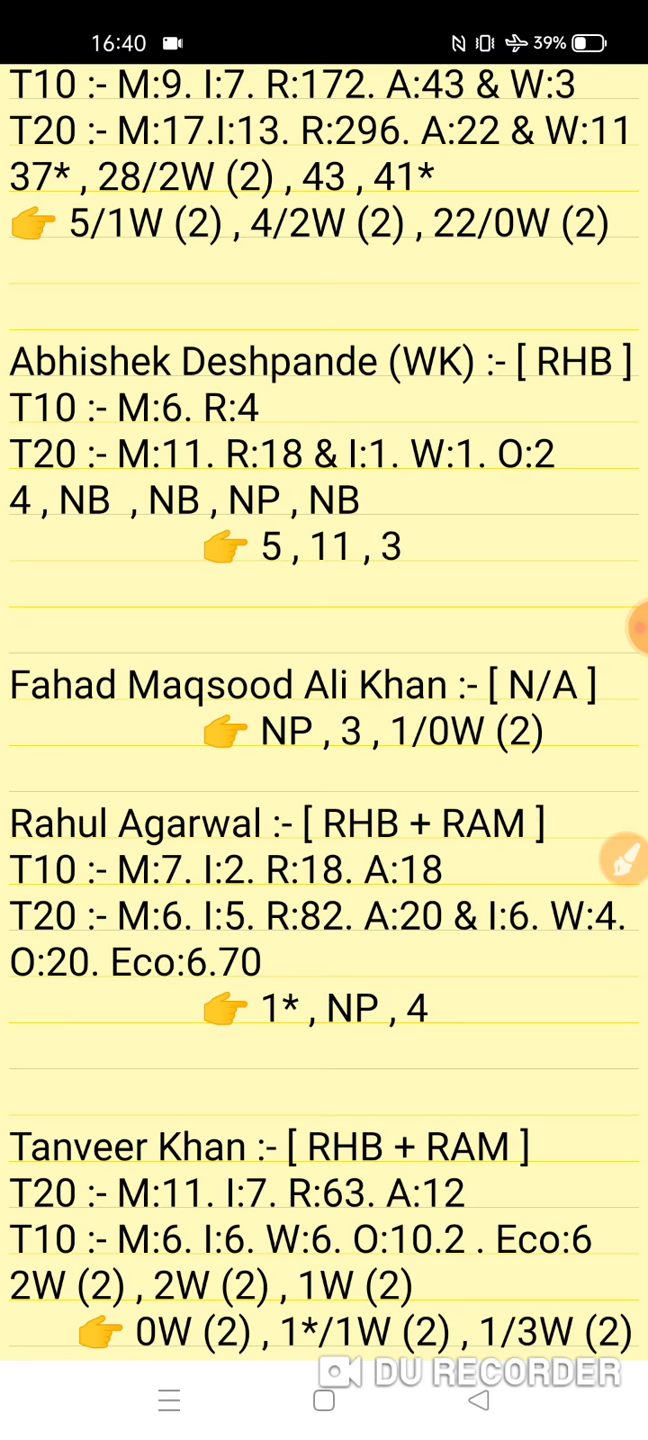 16:40 39%
T10 :- M:9. I:7. R:172. A:43 & W:3
T20 :- M:17.I:13. R:296. A:22 & W:11
37* , 28/2W (2) , 43 , 41*
👉 5/1W (2) , 4/2W (2) , 22/0W (2)
Abhishek Deshpande (WK) :- [ RHB ]
T10 :- M:6. R:4
T20 :- M:11. R:18 & I:1. W:1. O:2
4 , NB , NB , NP , NB
👉 5 , 11 , 3
Fahad Maqsood Ali Khan :- [ N/A ]
👉 NP , 3 , 1/0W (2)
Rahul Agarwal :- [ RHB + RAM ]
T10 :- M:7. I:2. R:18. A:18
T20 :- M:6. I:5. R:82. A:20 & I:6. W:4.
O:20. Eco:6.70
👉 1* , NP , 4
Tanveer Khan :- [ RHB + RAM ]
T20 :- M:11. I:7. R:63. A:12
T10 :- M:6. I:6. W:6. O:10.2 . Eco:6
2W (2) , 2W (2) , 1W (2)
👉 0W (2) , 1*/1W (2) , 1/3W (2)
DU RECORDER